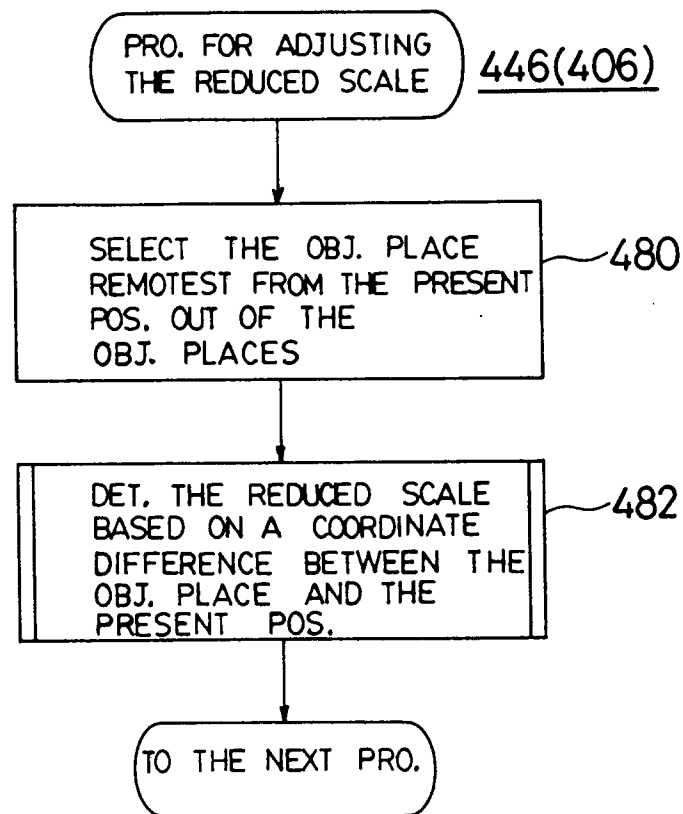 PRO. FOR ADJUSTING
THE REDUCED SCALE
446(406)
SELECT THE OBJ. PLACE
REMOTEST FROM THE PRESENT
POS. OUT OF THE
OBJ. PLACES
480
DET. THE REDUCED SCALE
BASED ON A COORDINATE
DIFFERENCE BETWEEN THE
OBJ. PLACE AND THE
PRESENT POS.
482
TO THE NEXT PRO.